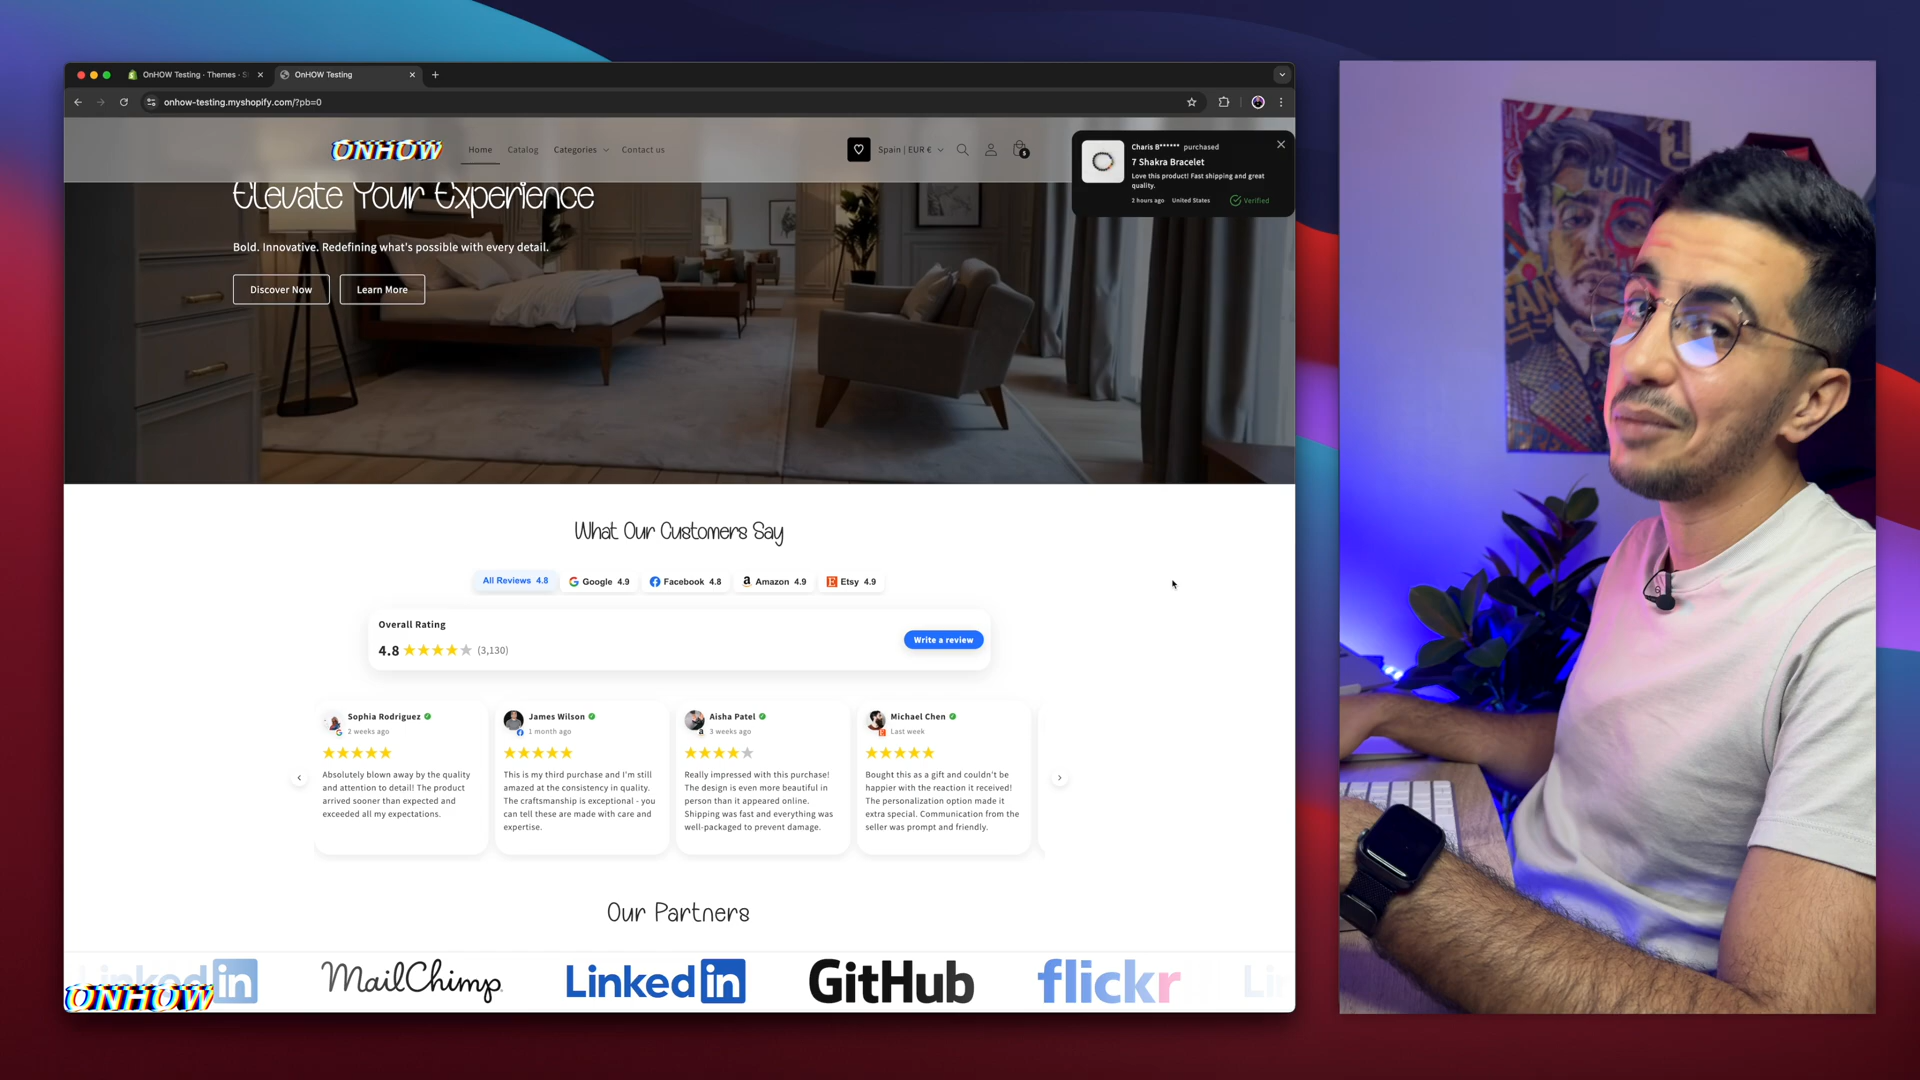 OnHOW Testing · Themes · S
OnHOW Testing
onhow-testing.myshopify.com/?pb=0
ONHOW
Home
Catalog
Categories
Contact us
Spain | EUR €
Charis B****** purchased
7 Shakra Bracelet
Love this product! Fast shipping and great
quality.
2 hours ago United States Verified
Elevate Your Experience
Bold. Innovative. Redefining what's possible with every detail.
Discover Now
Learn More
What Our Customers Say
All Reviews 4.8
Google 4.9
Facebook 4.8
Amazon 4.9
Etsy 4.9
Overall Rating
4.8 (3,130)
Write a review
Sophia Rodriguez
2 weeks ago
Absolutely blown away by the quality
and attention to detail! The product
arrived sooner than expected and
exceeded all my expectations.
James Wilson
1 month ago
This is my third purchase and I'm still
amazed at the consistency in quality.
The craftsmanship is exceptional - you
can tell these are made with care and
expertise.
Aisha Patel
3 weeks ago
Really impressed with this purchase!
The design is even more beautiful in
person than it appeared online.
Shipping was fast and everything was
well-packaged to prevent damage.
Michael Chen
Last week
Bought this as a gift and couldn't be
happier with the reaction it received!
The personalization option made it
extra special. Communication from the
seller was prompt and friendly.
Our Partners
Linkedin
MailChimp
Linkedin
GitHub
flickr
Li
ONHOW